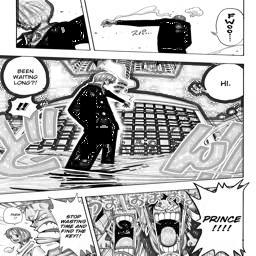 FWOO...
HI.
BEEN
WAITING
LONG?!
!!
PRINCE
!!!!
STOP
WASTING
TIME AND
FIND THE
KEY!!